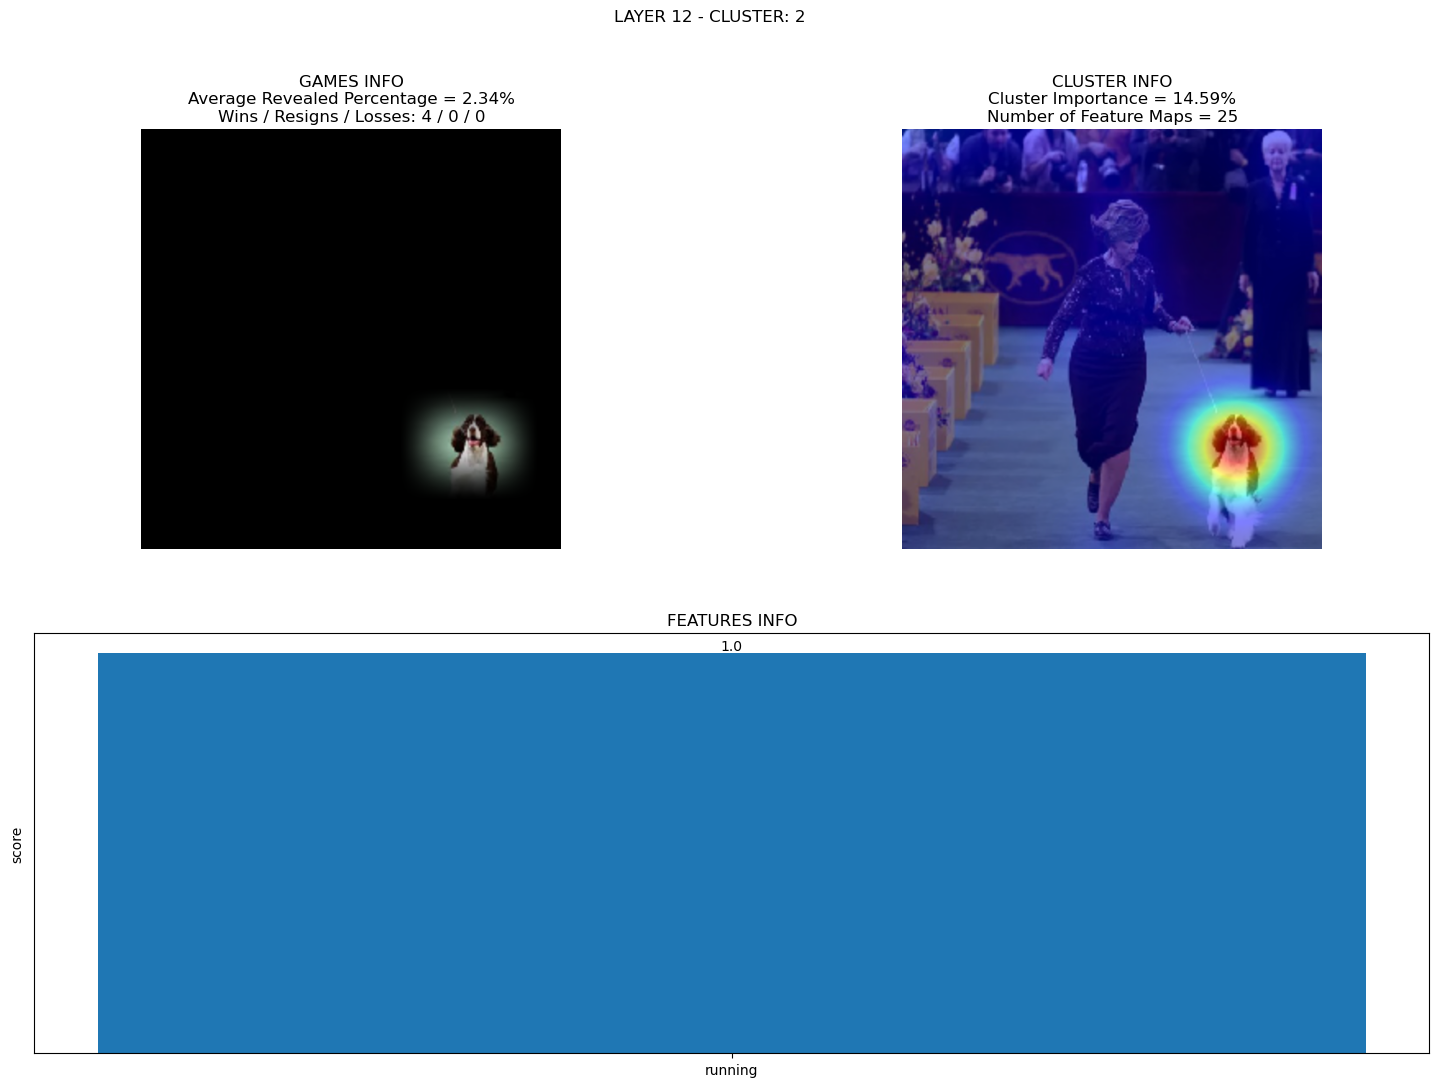 LAYER 12 - CLUSTER: 2
GAMES INFO
Average Revealed Percentage = 2.34%
Wins / Resigns / Losses: 4 / 0 / 0
CLUSTER INFO
Cluster Importance = 14.59%
Number of Feature Maps = 25
FEATURES INFO
1.0
score
running